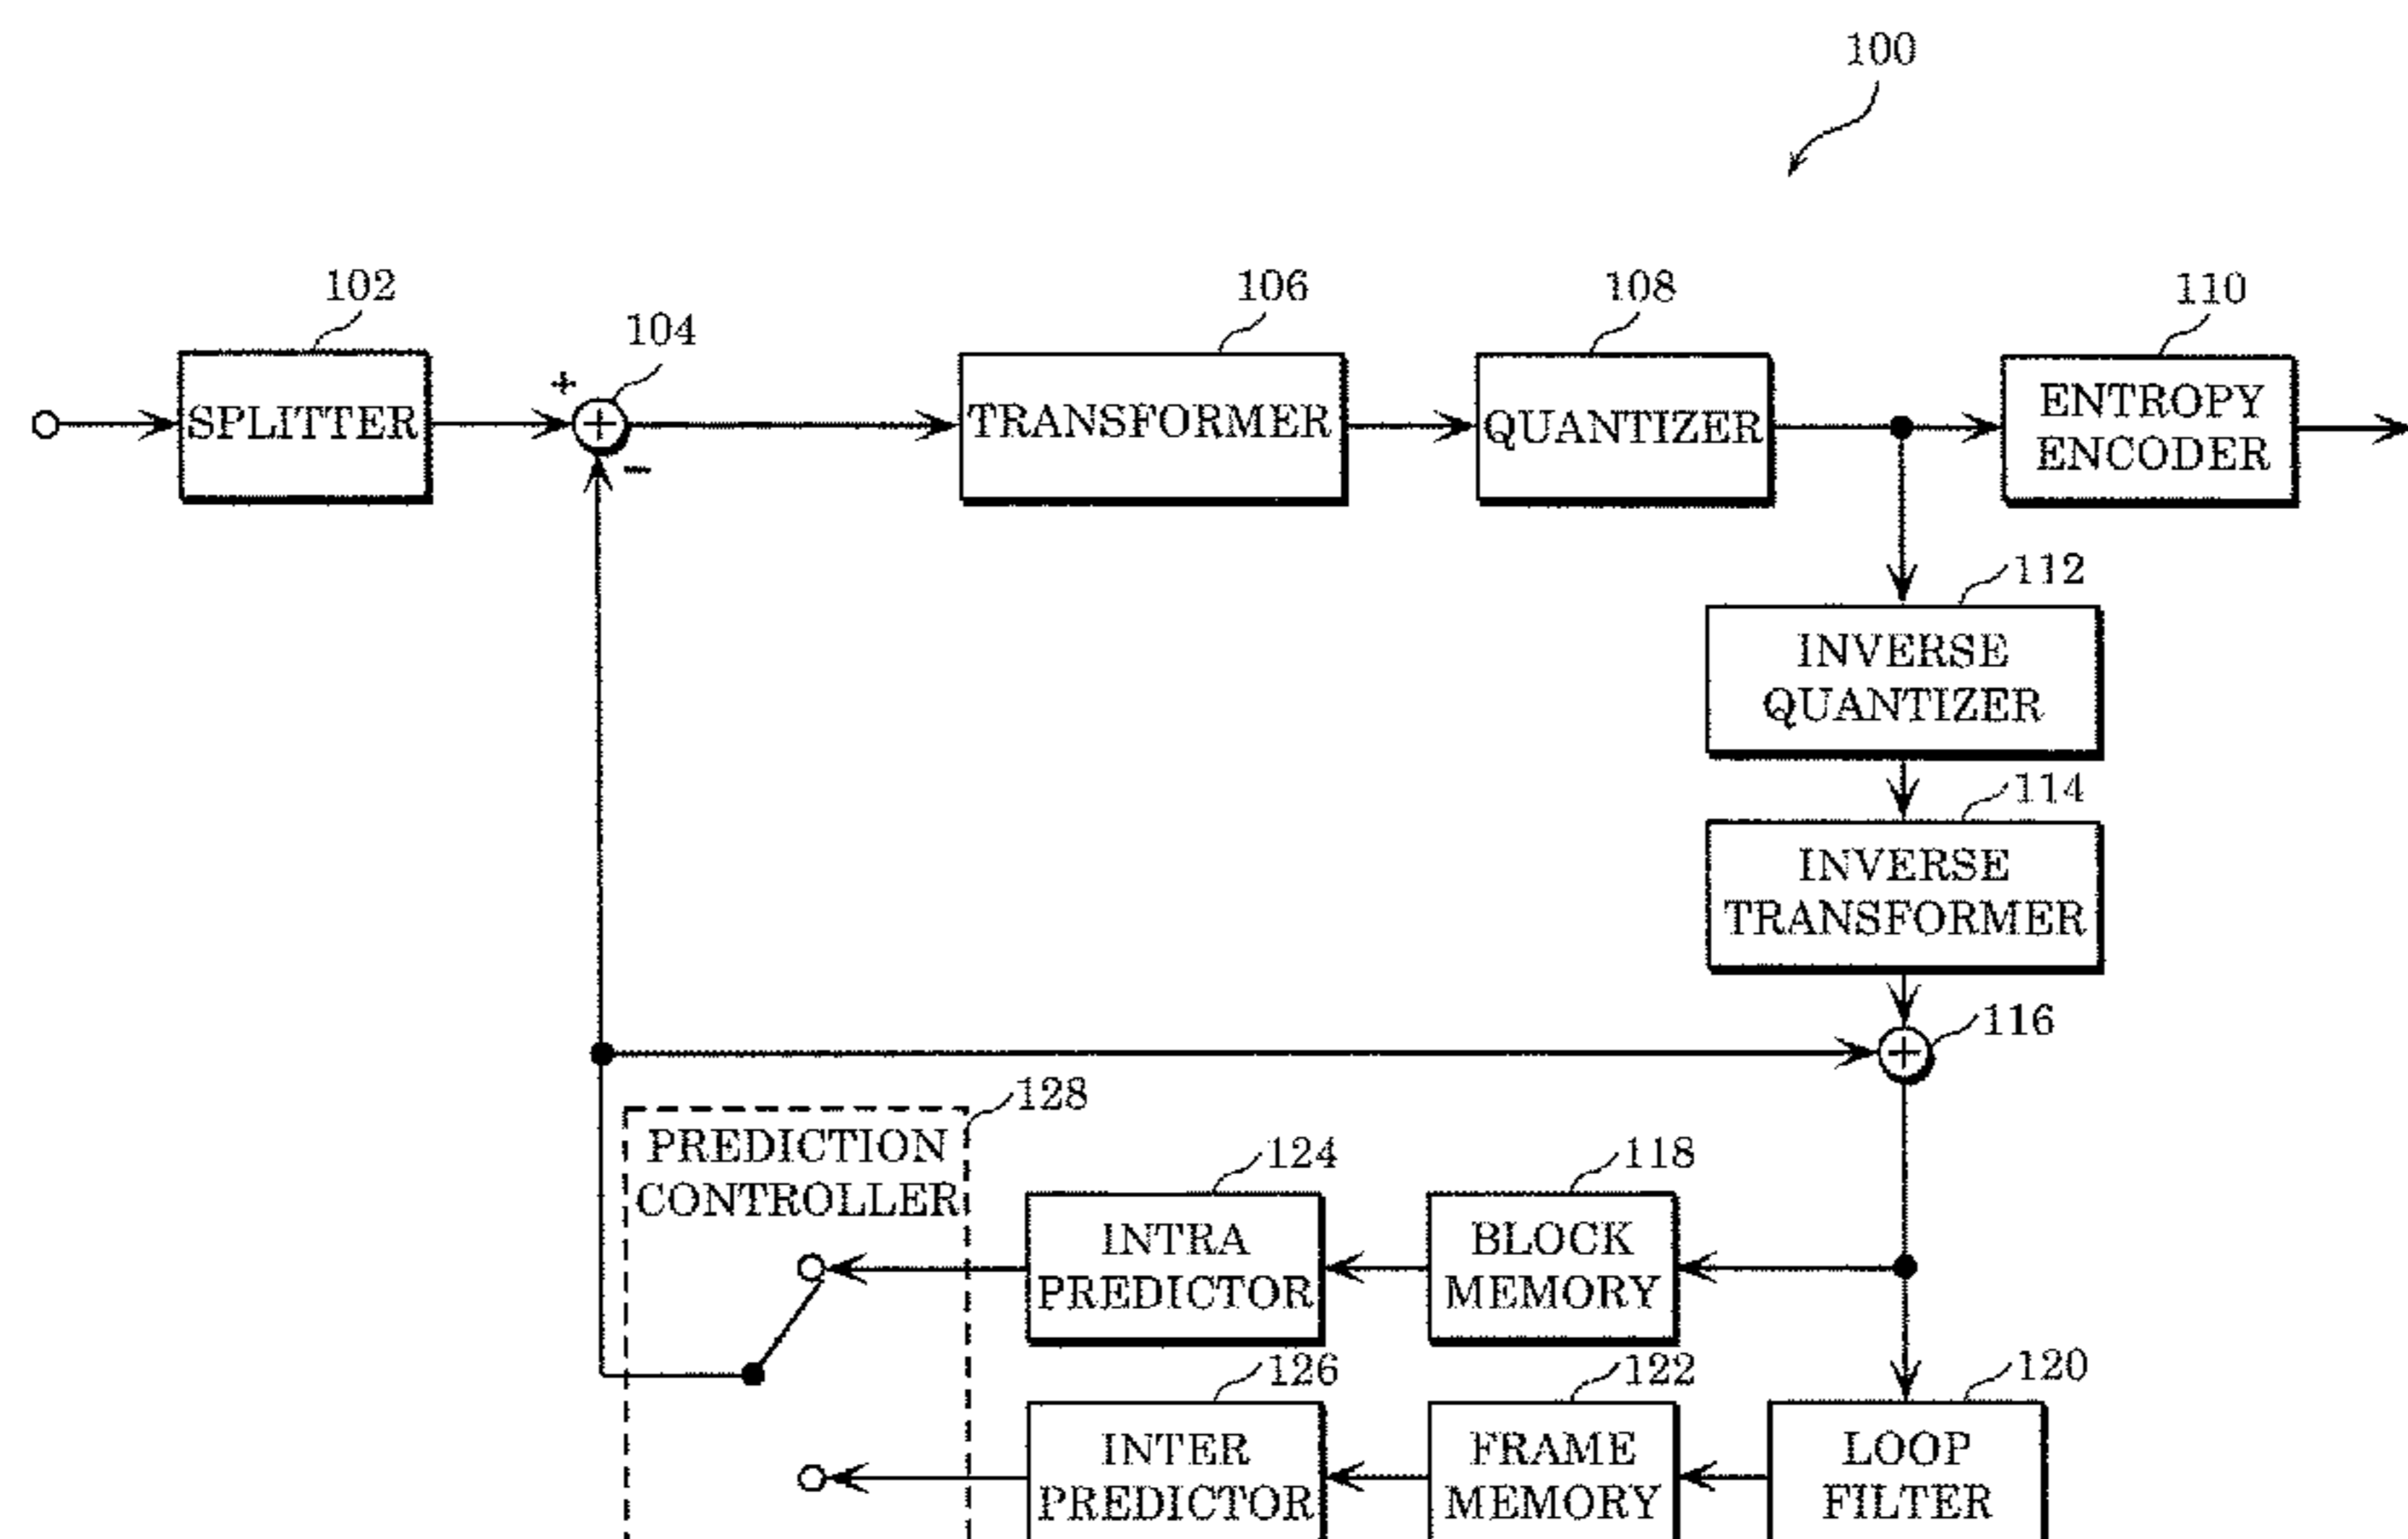 100
102
104
106
108
110
+
SPLITTER
+
−
TRANSFORMER
QUANTIZER
ENTROPY
ENCODER
112
INVERSE
QUANTIZER
114
INVERSE
TRANSFORMER
116
+
128
PREDICTION
CONTROLLER
124
INTRA
PREDICTOR
118
BLOCK
MEMORY
126
INTER
PREDICTOR
122
FRAME
MEMORY
120
LOOP
FILTER